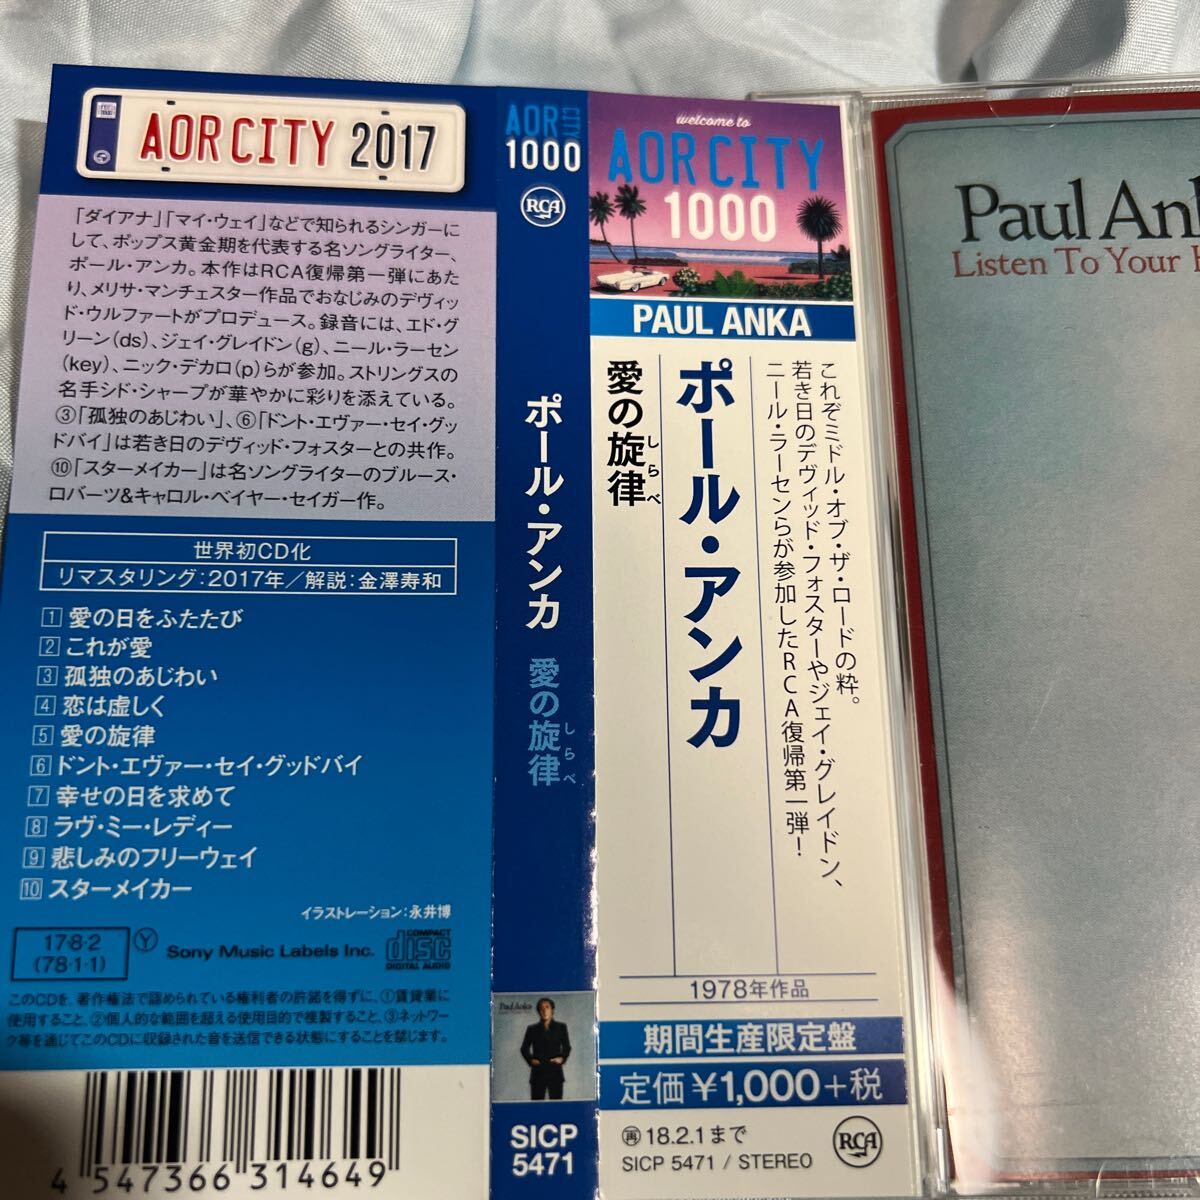 AOR CITY 2017
「ダイアナ」「マイ・ウェイ」などで知られるシンガーに
して、ポップス黄金期を代表する名ソングライター、
ポール・アンカ。本作はRCA復帰第一弾にあた
り、メリサ・マンチェスター作品でおなじみのデヴィッ
ド・ウルファートがプロデュース。録音には、エド・グ
リーン(ds)、ジェイ・グレイドン(g)、ニール・ラーセン
(key)、ニック・デカロ(p)らが参加。ストリングスの
名手シド・シャープが華やかに彩りを添えている。
③「孤独のあじわい」、⑥「ドント・エヴァー・セイ・グッ
ドバイ」は若き日のデヴィッド・フォスターとの共作。
⑩「スターメイカー」は名ソングライターのブルース・
ロバーツ&キャロル・ベイヤー・セイガー作。
世界初CD化
リマスタリング:2017年/解説:金澤寿和
1 愛の日をふたたび
2 これが愛
3 孤独のあじわい
4 恋は虚しく
5 愛の旋律
6 ドント・エヴァー・セイ・グッドバイ
7 幸せの日を求めて
8 ラヴ・ミー・レディー
9 悲しみのフリーウェイ
10 スターメイカー
イラストレーション:永井博
17・8・2
(78・1・1)
Ⓨ Sony Music Labels Inc.
COMPACT
disc
DIGITAL AUDIO
このCDを、著作権法で認められている権利者の許諾を得ずに、①賃貸業に
使用すること、②個人的な範囲を超える使用目的で複製すること、③ネットワー
ク等を通じてこのCDに収録された音を送信できる状態にすることを禁じます。
4 547366 314649
AOR CITY
1000
RCA
ポール・アンカ 愛の旋律
しらべ
Paul Anka
SICP
5471
welcome to
AOR CITY
1000
PAUL ANKA
これぞミドル・オブ・ザ・ロードの粋。
若き日のデヴィッド・フォスターやジェイ・グレイドン、
ニール・ラーセンらが参加したRCA復帰第一弾!
ポール・アンカ
愛の旋律
しらべ
1978年作品
期間生産限定盤
定価¥1,000+税
㊢18.2.1まで
SICP 5471 / STEREO
RCA
Paul Ank
Listen To Your